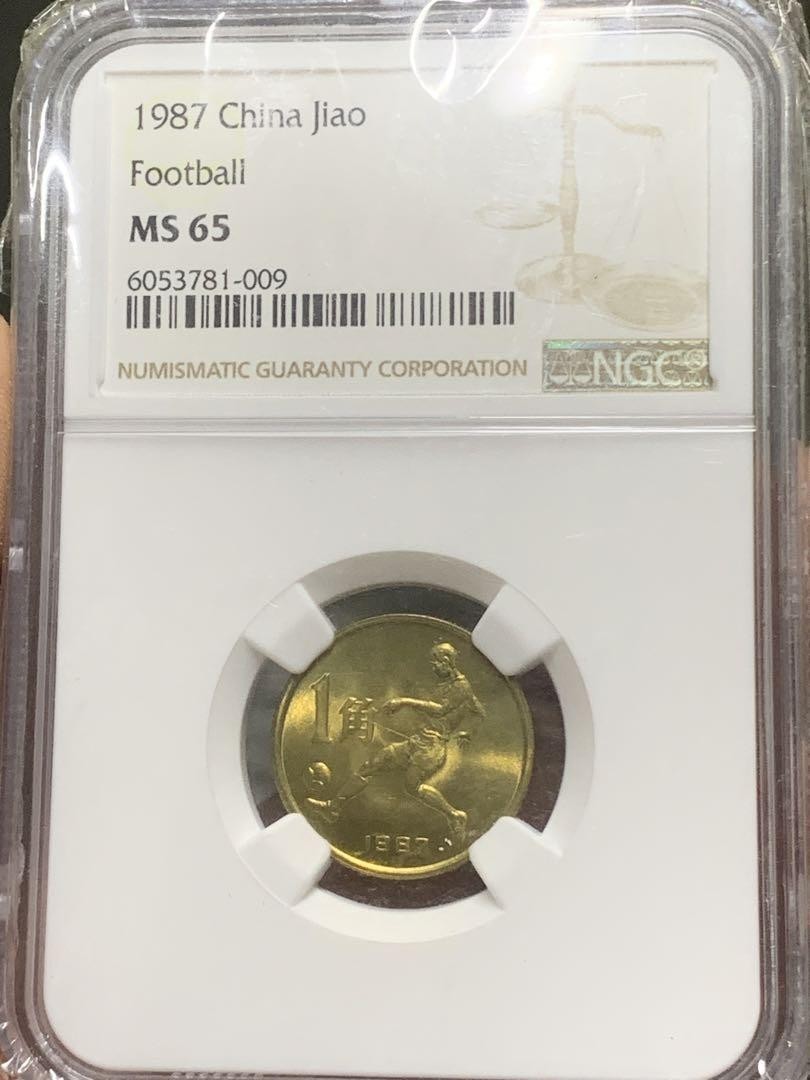 1987 China Jiao
Football
MS 65
6053781-009
NUMISMATIC GUARANTY CORPORATION NGC®
1角
1987